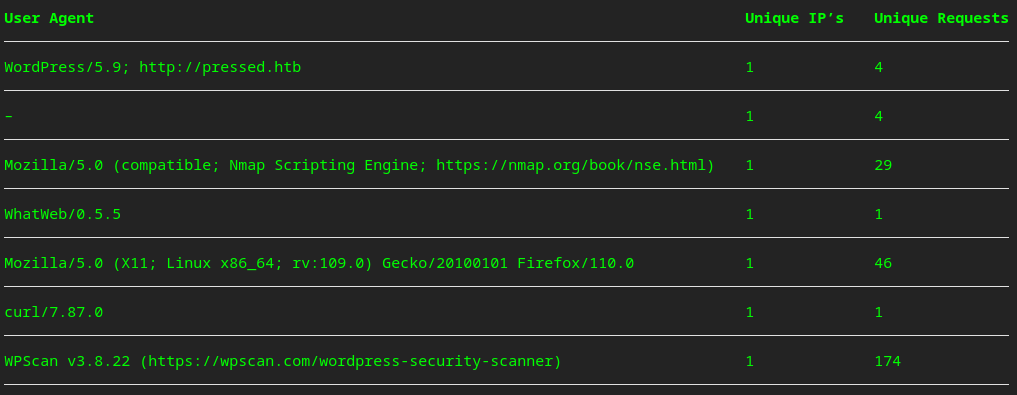 User Agent Unique IP’s Unique Requests
WordPress/5.9; http://pressed.htb 1 4
– 1 4
Mozilla/5.0 (compatible; Nmap Scripting Engine; https://nmap.org/book/nse.html) 1 29
WhatWeb/0.5.5 1 1
Mozilla/5.0 (X11; Linux x86_64; rv:109.0) Gecko/20100101 Firefox/110.0 1 46
curl/7.87.0 1 1
WPScan v3.8.22 (https://wpscan.com/wordpress-security-scanner) 1 174